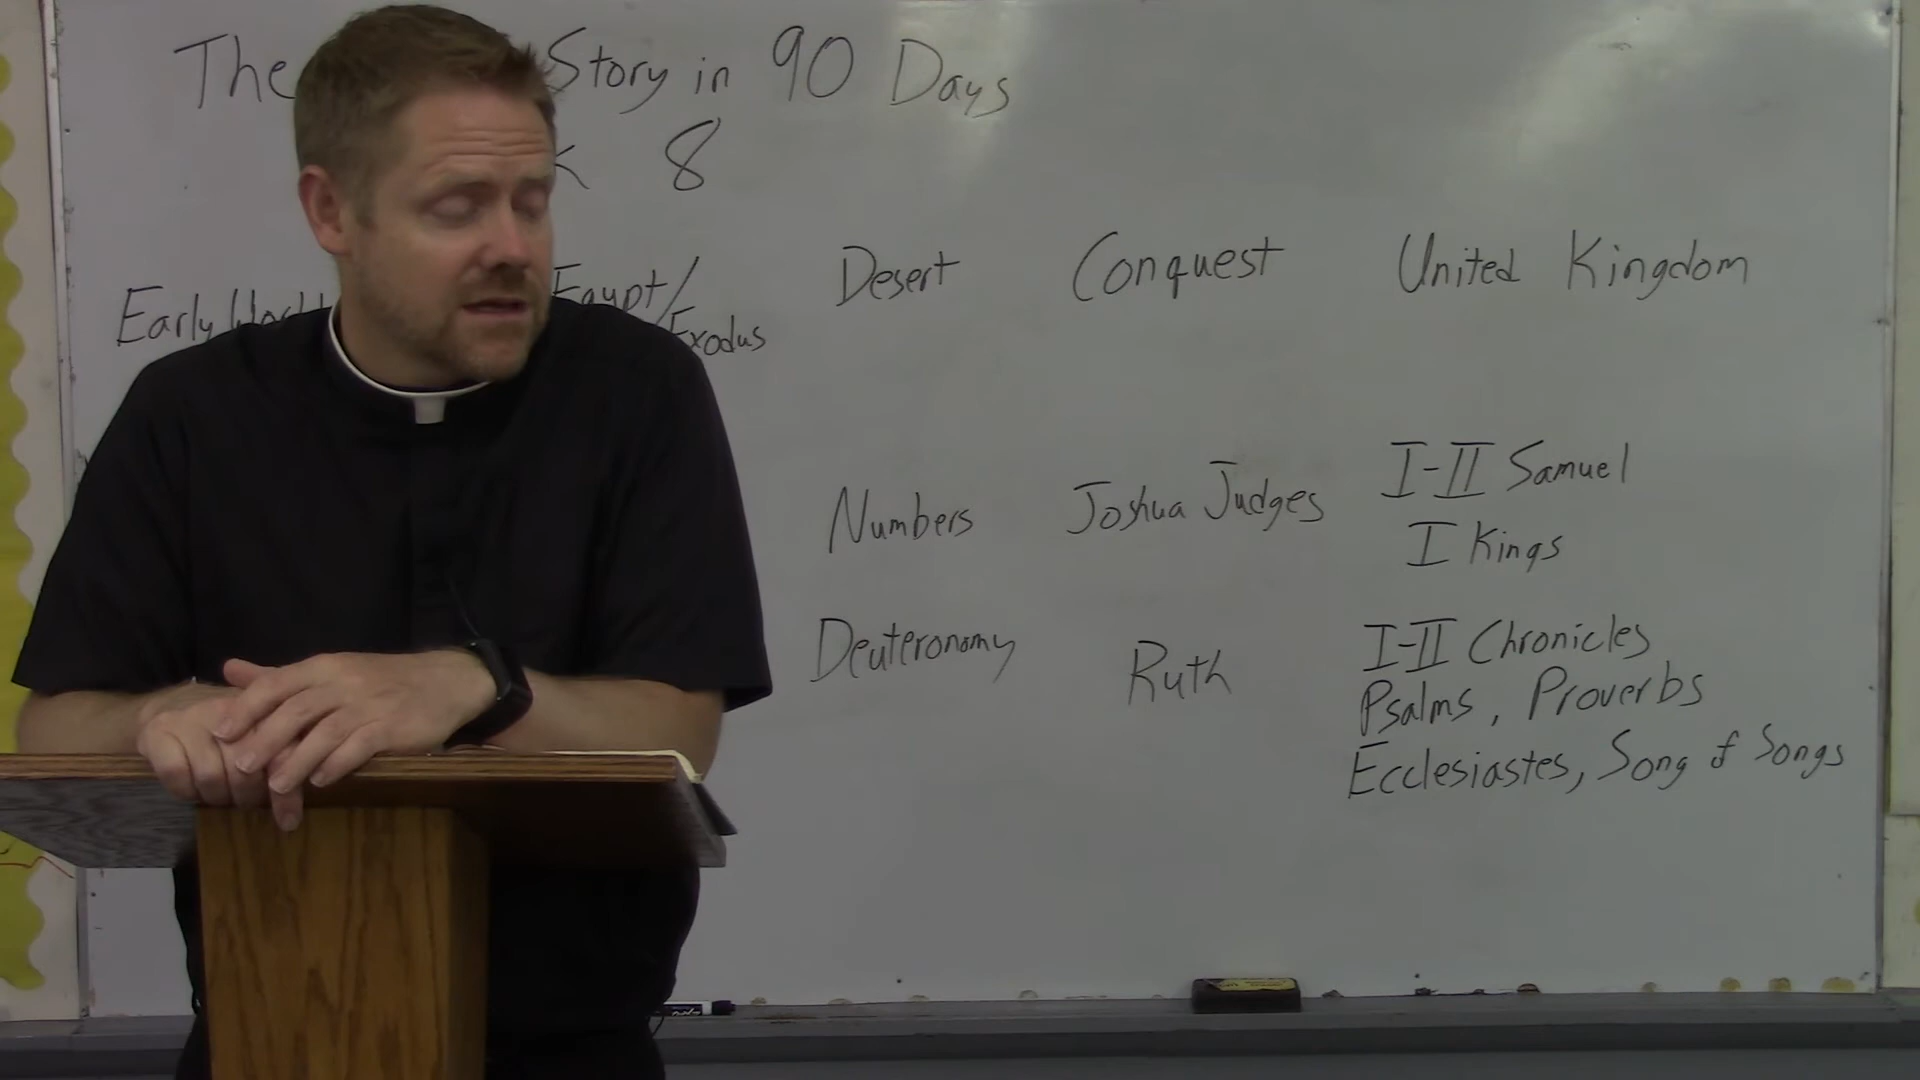 The Story in 90 Days
8
Early World Egypt/
Exodus
Desert Conquest United Kingdom
Numbers Joshua Judges I-II Samuel
I Kings
Deuteronomy Ruth I-II Chronicles
Psalms, Proverbs
Ecclesiastes, Song of Songs